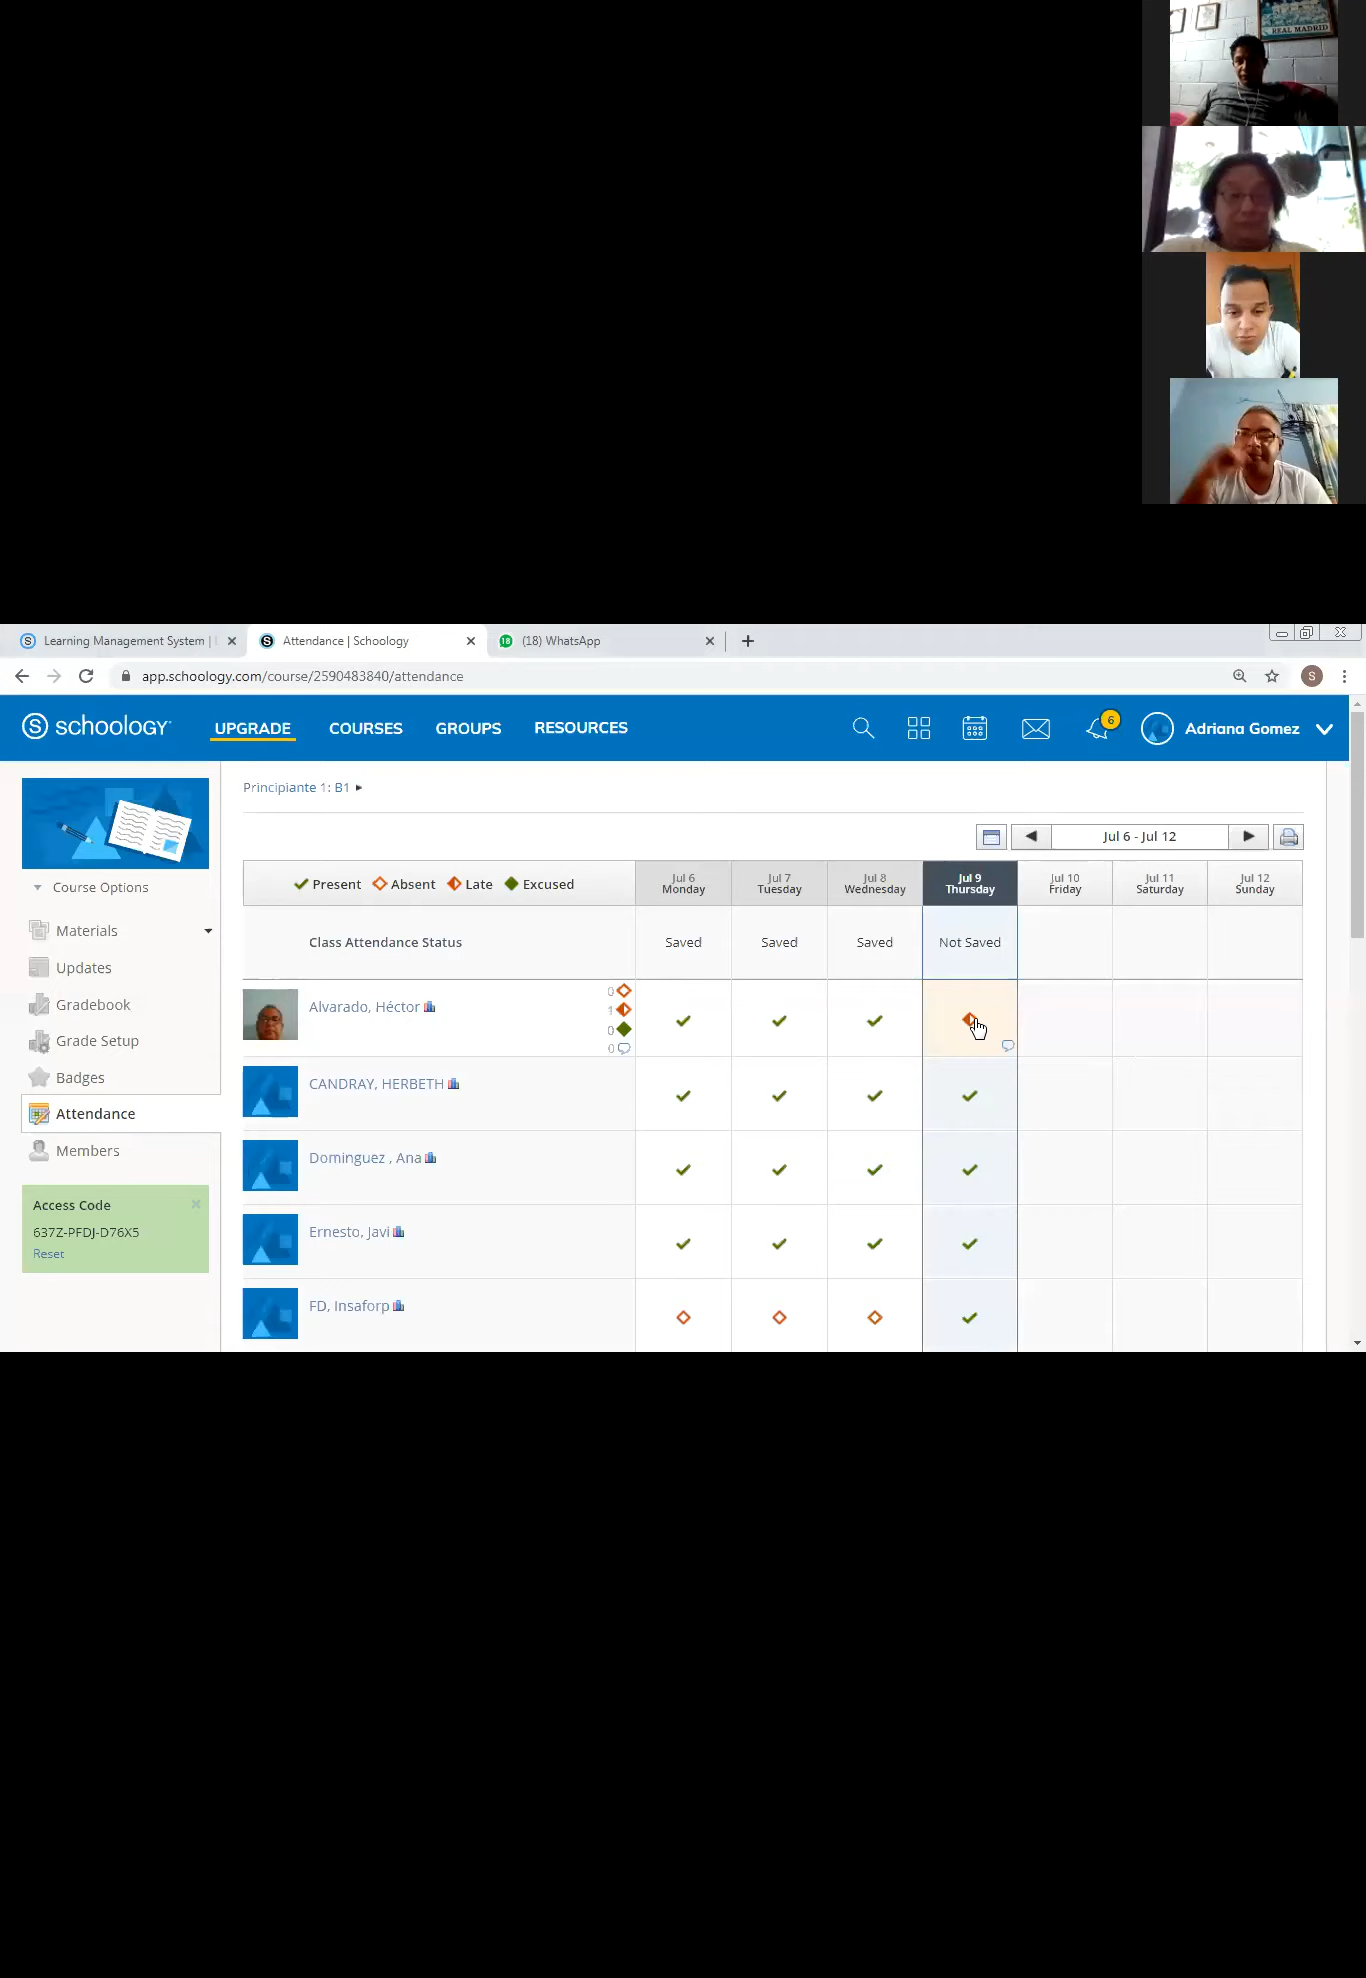 REAL MADRID
Learning Management System |
Attendance | Schoology
18
(18) WhatsApp
app.schoology.com/course/2590483840/attendance
S
S schoology
UPGRADE
COURSES
GROUPS
RESOURCES
6
Adriana Gomez
Principiante 1: B1
Jul 6 - Jul 12
Course Options
Materials
Updates
Gradebook
Grade Setup
Badges
Attendance
Members
Access Code
637Z-PFDJ-D76X5
Reset
Present Absent Late Excused
Jul 6 Monday
Jul 7 Tuesday
Jul 8 Wednesday
Jul 9 Thursday
Jul 10 Friday
Jul 11 Saturday
Jul 12 Sunday
Class Attendance Status
Saved
Saved
Saved
Not Saved
Alvarado, Héctor
0
1
0
0
CANDRAY, HERBETH
Dominguez , Ana
Ernesto, Javi
FD, Insaforp